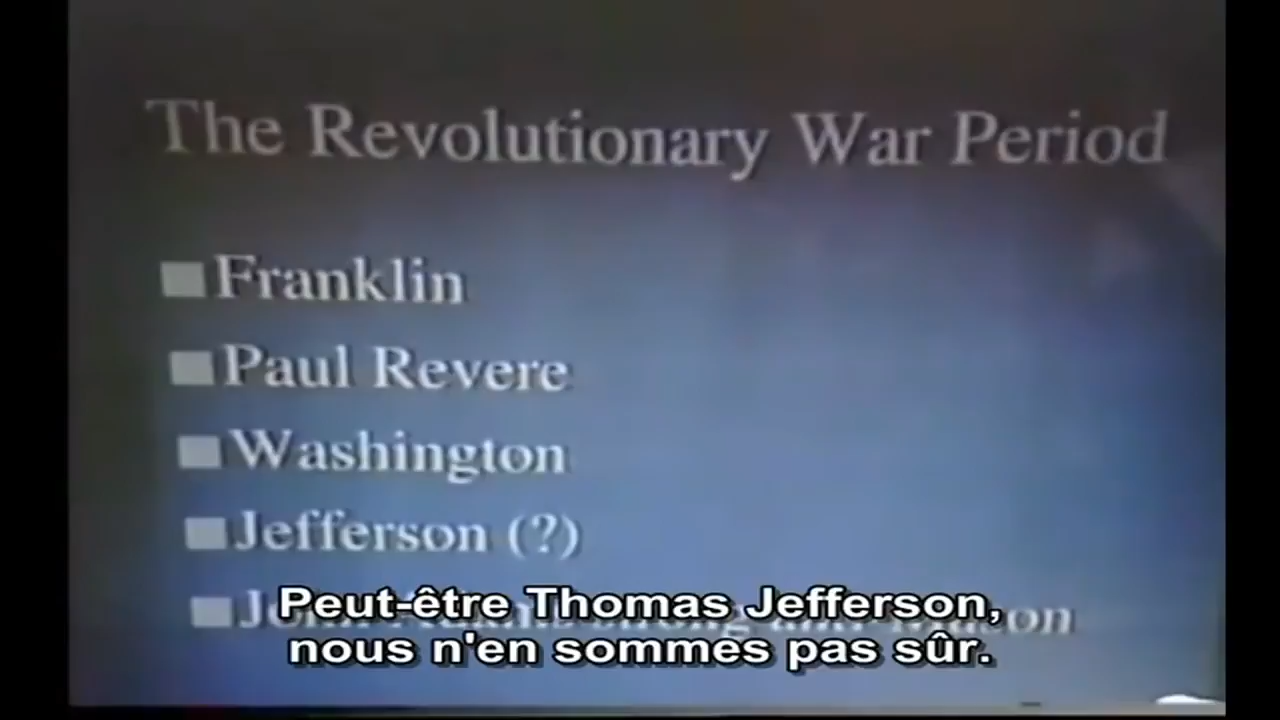 The Revolutionary War Period
Franklin
Paul Revere
Washington
Jefferson (?)
Peut-être Thomas Jefferson,
nous n'en sommes pas sûr.